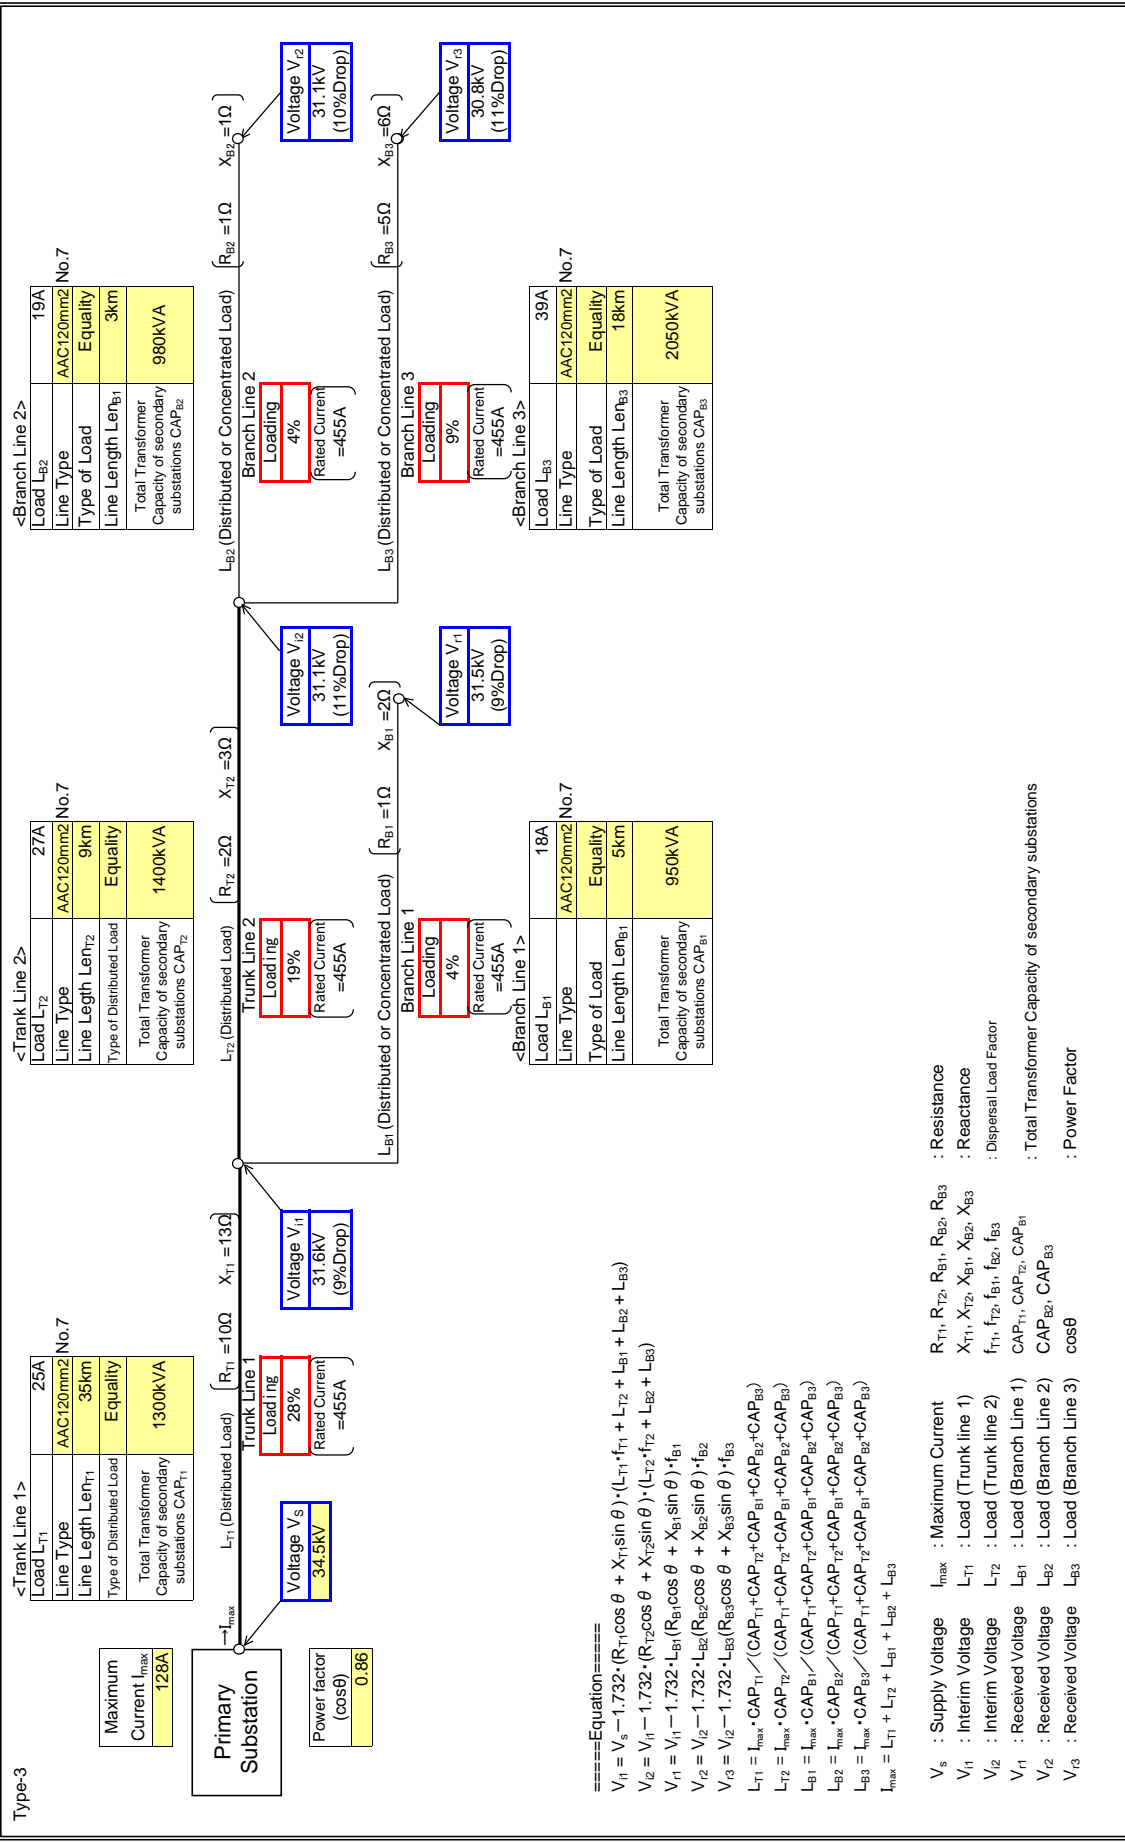 Type-3
Maximum
Current Imax
128A
Primary
Substation
Power factor
(cosθ)
0.86
→Imax
Voltage VS
34.5kV
<Trank Line 1>
Load LT1 25A
Line Type AAC120mm2 No.7
Line Legth LenT1 35km
Type of Distributed Load Equality
Total Transformer
Capacity of secondary
substations CAPT1
1300kVA
LT1 (Distributed Load)
RT1 =10Ω XT1 =13Ω
Trunk Line 1
Loading
28%
Rated Current
=455A
Voltage Vi1
31.6kV
(9%Drop)
<Trank Line 2>
Load LT2 27A
Line Type AAC120mm2 No.7
Line Legth LenT2 9km
Type of Distributed Load Equality
Total Transformer
Capacity of secondary
substations CAPT2
1400kVA
LT2 (Distributed Load)
RT2 =2Ω XT2 =3Ω
Trunk Line 2
Loading
19%
Rated Current
=455A
Voltage Vi2
31.1kV
(11%Drop)
LB1 (Distributed or Concentrated Load)
RB1 =1Ω XB1 =2Ω
Branch Line 1
Loading
4%
Rated Current
=455A
Voltage Vr1
31.5kV
(9%Drop)
<Branch Line 1>
Load LB1 18A
Line Type AAC120mm2 No.7
Type of Load Equality
Line Length LenB1 5km
Total Transformer
Capacity of secondary
substations CAPB1
950kVA
<Branch Line 2>
Load LB2 19A
Line Type AAC120mm2 No.7
Type of Load Equality
Line Length LenB1 3km
Total Transformer
Capacity of secondary
substations CAPB2
980kVA
LB2 (Distributed or Concentrated Load)
RB2 =1Ω XB2 =1Ω
Branch Line 2
Loading
4%
Rated Current
=455A
Voltage Vr2
31.1kV
(10%Drop)
LB3 (Distributed or Concentrated Load)
RB3 =5Ω XB3 =6Ω
Branch Line 3
Loading
9%
Rated Current
=455A
Voltage Vr3
30.8kV
(11%Drop)
<Branch Line 3>
Load LB3 39A
Line Type AAC120mm2 No.7
Type of Load Equality
Line Length LenB3 18km
Total Transformer
Capacity of secondary
substations CAPB3
2050kVA
=====Equation=====
Vi1 = Vs－1.732・(RT1cos θ + XT1sin θ)・(LT1・fT1 + LT2 + LB1 + LB2 + LB3)
Vi2 = Vi1－1.732・(RT2cos θ + XT2sin θ)・(LT2・fT2 + LB2 + LB3)
Vr1 = Vi1－1.732・LB1(RB1cos θ + XB1sin θ)・fB1
Vr2 = Vi2－1.732・LB2(RB2cos θ + XB2sin θ)・fB2
Vr3 = Vi2－1.732・LB3(RB3cos θ + XB3sin θ)・fB3
LT1 = Imax・CAPT1／(CAPT1+CAPT2+CAPB1+CAPB2+CAPB3)
LT2 = Imax・CAPT2／(CAPT1+CAPT2+CAPB1+CAPB2+CAPB3)
LB1 = Imax・CAPB1／(CAPT1+CAPT2+CAPB1+CAPB2+CAPB3)
LB2 = Imax・CAPB2／(CAPT1+CAPT2+CAPB1+CAPB2+CAPB3)
LB3 = Imax・CAPB3／(CAPT1+CAPT2+CAPB1+CAPB2+CAPB3)
Imax = LT1 + LT2 + LB1 + LB2 + LB3
Vs : Supply Voltage Imax : Maximum Current RT1, RT2, RB1, RB2, RB3 : Resistance
Vi1 : Interim Voltage LT1 : Load (Trunk line 1) XT1, XT2, XB1, XB2, XB3 : Reactance
Vi2 : Interim Voltage LT2 : Load (Trunk line 2) fT1, fT2, fB1, fB2, fB3 : Dispersal Load Factor
Vr1 : Received Voltage LB1 : Load (Branch Line 1) CAPT1, CAPT2, CAPB1 : Total Transformer Capacity of secondary substations
Vr2 : Received Voltage LB2 : Load (Branch Line 2) CAPB2, CAPB3
Vr3 : Received Voltage LB3 : Load (Branch Line 3) cosθ : Power Factor